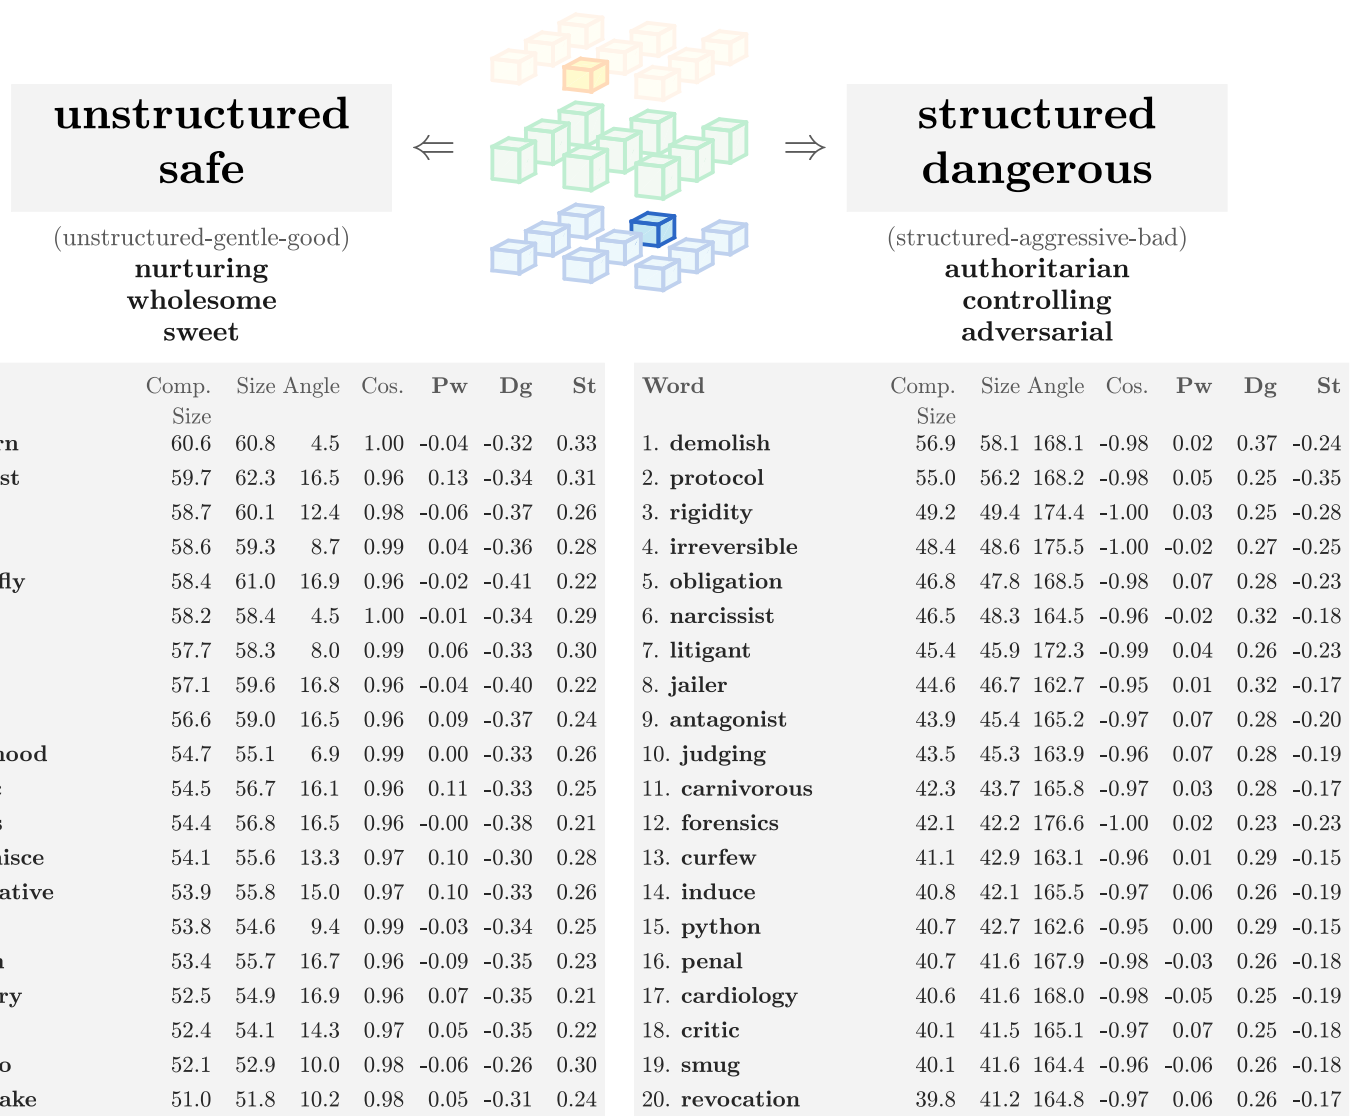 unstructured
safe
(unstructured-gentle-good)
nurturing
wholesome
sweet
⇐
⇒
structured
dangerous
(structured-aggressive-bad)
authoritarian
controlling
adversarial
Comp. Size Size Angle Cos. Pw Dg St
rn 60.6 60.8 4.5 1.00 -0.04 -0.32 0.33
st 59.7 62.3 16.5 0.96 0.13 -0.34 0.31
58.7 60.1 12.4 0.98 -0.06 -0.37 0.26
58.6 59.3 8.7 0.99 0.04 -0.36 0.28
fly 58.4 61.0 16.9 0.96 -0.02 -0.41 0.22
58.2 58.4 4.5 1.00 -0.01 -0.34 0.29
57.7 58.3 8.0 0.99 0.06 -0.33 0.30
57.1 59.6 16.8 0.96 -0.04 -0.40 0.22
56.6 59.0 16.5 0.96 0.09 -0.37 0.24
hood 54.7 55.1 6.9 0.99 0.00 -0.33 0.26
54.5 56.7 16.1 0.96 0.11 -0.33 0.25
s 54.4 56.8 16.5 0.96 -0.00 -0.38 0.21
nisce 54.1 55.6 13.3 0.97 0.10 -0.30 0.28
ative 53.9 55.8 15.0 0.97 0.10 -0.33 0.26
53.8 54.6 9.4 0.99 -0.03 -0.34 0.25
53.4 55.7 16.7 0.96 -0.09 -0.35 0.23
ry 52.5 54.9 16.9 0.96 0.07 -0.35 0.21
52.4 54.1 14.3 0.97 0.05 -0.35 0.22
o 52.1 52.9 10.0 0.98 -0.06 -0.26 0.30
ake 51.0 51.8 10.2 0.98 0.05 -0.31 0.24
Word Comp. Size Size Angle Cos. Pw Dg St
1. demolish 56.9 58.1 168.1 -0.98 0.02 0.37 -0.24
2. protocol 55.0 56.2 168.2 -0.98 0.05 0.25 -0.35
3. rigidity 49.2 49.4 174.4 -1.00 0.03 0.25 -0.28
4. irreversible 48.4 48.6 175.5 -1.00 -0.02 0.27 -0.25
5. obligation 46.8 47.8 168.5 -0.98 0.07 0.28 -0.23
6. narcissist 46.5 48.3 164.5 -0.96 -0.02 0.32 -0.18
7. litigant 45.4 45.9 172.3 -0.99 0.04 0.26 -0.23
8. jailer 44.6 46.7 162.7 -0.95 0.01 0.32 -0.17
9. antagonist 43.9 45.4 165.2 -0.97 0.07 0.28 -0.20
10. judging 43.5 45.3 163.9 -0.96 0.07 0.28 -0.19
11. carnivorous 42.3 43.7 165.8 -0.97 0.03 0.28 -0.17
12. forensics 42.1 42.2 176.6 -1.00 0.02 0.23 -0.23
13. curfew 41.1 42.9 163.1 -0.96 0.01 0.29 -0.15
14. induce 40.8 42.1 165.5 -0.97 0.06 0.26 -0.19
15. python 40.7 42.7 162.6 -0.95 0.00 0.29 -0.15
16. penal 40.7 41.6 167.9 -0.98 -0.03 0.26 -0.18
17. cardiology 40.6 41.6 168.0 -0.98 -0.05 0.25 -0.19
18. critic 40.1 41.5 165.1 -0.97 0.07 0.25 -0.18
19. smug 40.1 41.6 164.4 -0.96 -0.06 0.26 -0.18
20. revocation 39.8 41.2 164.8 -0.97 0.06 0.26 -0.17